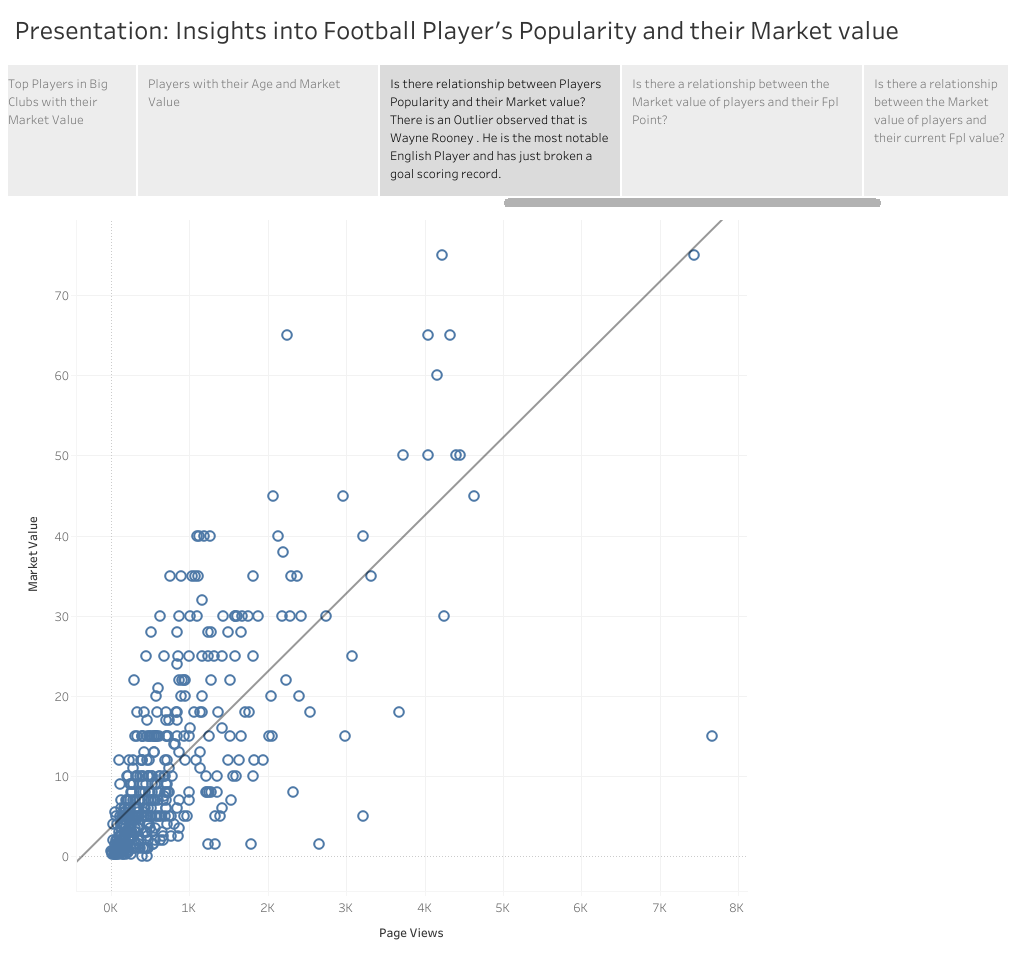 Presentation: Insights into Football Player's Popularity and their Market value
Top Players in Big
Clubs with their
Market Value
Players with their Age and Market
Value
Is there relationship between Players
Popularity and their Market value?
There is an Outlier observed that is
Wayne Rooney . He is the most notable
English Player and has just broken a
goal scoring record.
Is there a relationship between the
Market value of players and their Fpl
Point?
Is there a relationship
between the Market
value of players and
their current Fpl value?
70
60
50
40
30
20
10
0
Market Value
0K 1K 2K 3K 4K 5K 6K 7K 8K
Page Views